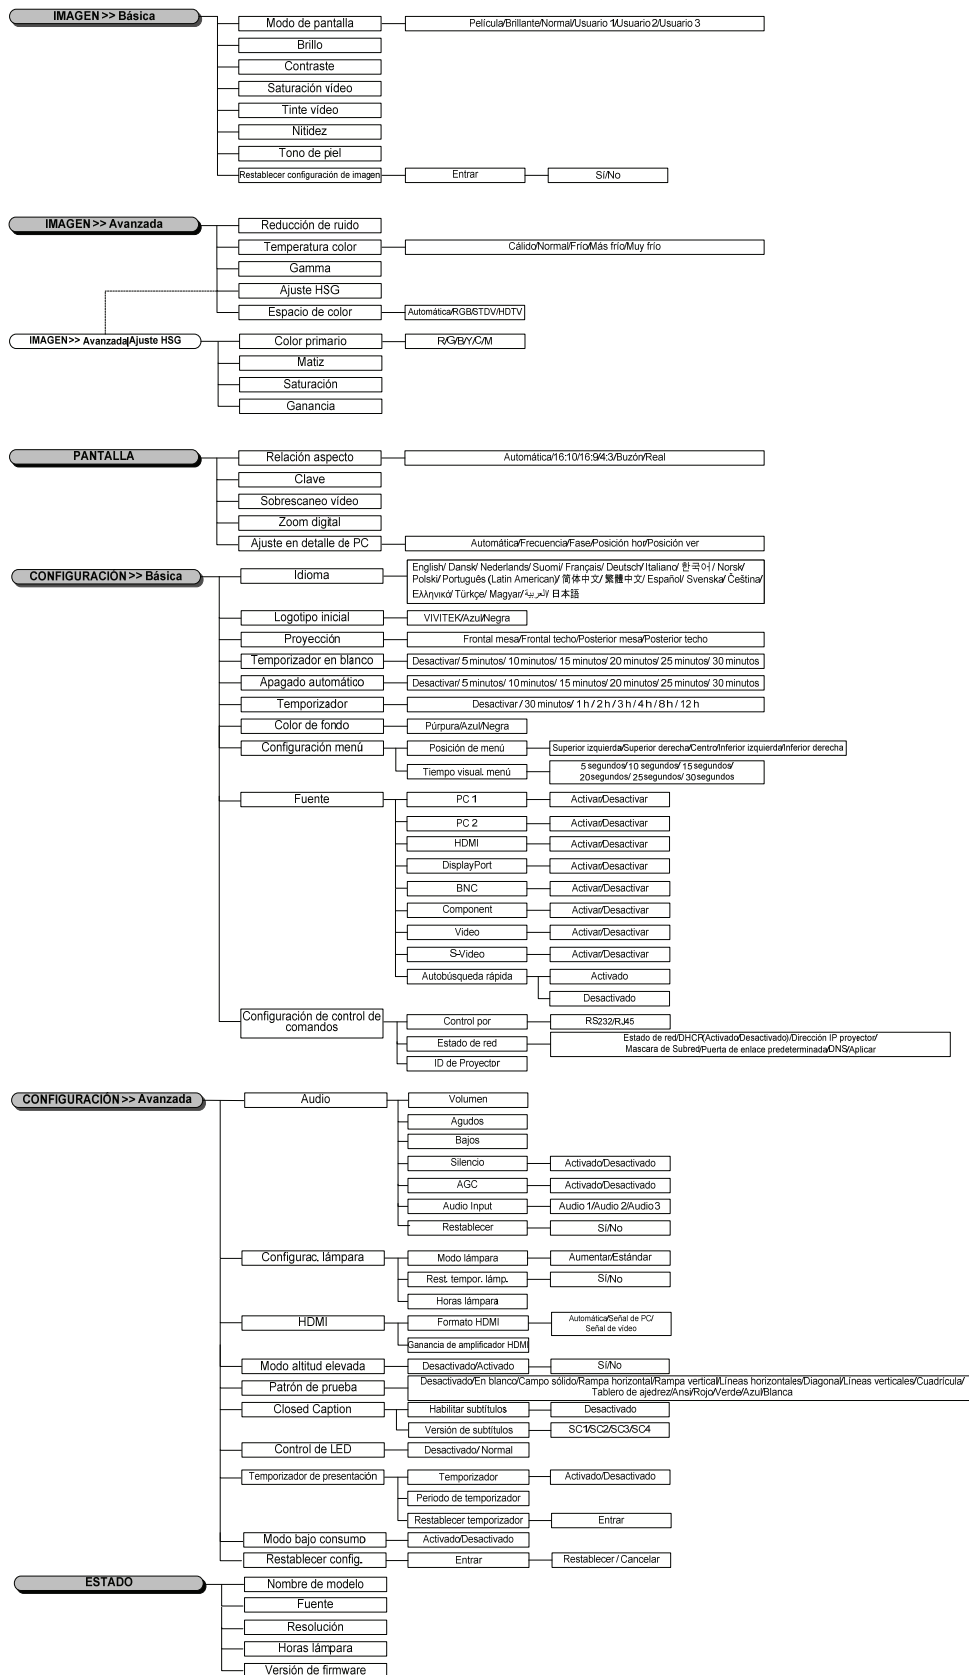 IMAGEN >> Básica
Modo de pantalla
Película/Brillante/Normal/Usuario 1/Usuario 2/Usuario 3
Brillo
Contraste
Saturación vídeo
Tinte vídeo
Nitidez
Tono de piel
Restablecer configuración de imagen
Entrar
Sí/No
IMAGEN >> Avanzada
Reducción de ruido
Temperatura color
Cálido/Normal/Frío/Más frío/Muy frío
Gamma
Ajuste HSG
Espacio de color
Automática/RGB/STDV/HDTV
IMAGEN >> Avanzada|Ajuste HSG
Color primario
R/G/B/Y/C/M
Matiz
Saturación
Ganancia
PANTALLA
Relación aspecto
Automática/16:10/16:9/4:3/Buzón/Real
Clave
Sobrescaneo vídeo
Zoom digital
Ajuste en detalle de PC
Automática/Frecuencia/Fase/Posición hor/Posición ver
CONFIGURACIÓN >> Básica
Idioma
English/ Dansk/ Nederlands/ Suomi/ Français/ Deutsch/ Italiano/ 한국어/ Norsk/
Polski/ Português (Latin American)/ 简体中文/ 繁體中文/ Español/ Svenska/ Čeština/
Ελληνικά/ Türkçe/ Magyar/ العربية/ 日本語
Logotipo inicial
VIVITEK/Azul/Negra
Proyección
Frontal mesa/Frontal techo/Posterior mesa/Posterior techo
Temporizador en blanco
Desactivar/ 5 minutos/ 10 minutos/ 15 minutos/ 20 minutos/ 25 minutos/ 30 minutos
Apagado automático
Desactivar/ 5 minutos/ 10 minutos/ 15 minutos/ 20 minutos/ 25 minutos/ 30 minutos
Temporizador
Desactivar / 30 minutos/ 1 h / 2 h / 3 h / 4 h / 8 h / 12 h
Color de fondo
Púrpura/Azul/Negra
Configuración menú
Posición de menú
Superior izquierda/Superior derecha/Centro/Inferior izquierda/Inferior derecha
Tiempo visual. menú
5 segundos/ 10 segundos/ 15 segundos/
20 segundos/ 25 segundos/ 30 segundos
Fuente
PC 1
Activar/Desactivar
PC 2
Activar/Desactivar
HDMI
Activar/Desactivar
DisplayPort
Activar/Desactivar
BNC
Activar/Desactivar
Component
Activar/Desactivar
Video
Activar/Desactivar
S-Video
Activar/Desactivar
Autobúsqueda rápida
Activado
Desactivado
Configuración de control de
comandos
Control por
RS232/RJ45
Estado de red
Estado de red/DHCP(Activado/Desactivado)/Dirección IP proyector/
Mascara de Subred/Puerta de enlace predeterminada/DNS/Aplicar
ID de Proyector
CONFIGURACIÓN >> Avanzada
Audio
Volumen
Agudos
Bajos
Silencio
Activado/Desactivado
AGC
Activado/Desactivado
Audio Input
Audio 1/Audio 2/Audio 3
Restablecer
Sí/No
Configurac. lámpara
Modo lámpara
Aumentar/Estándar
Rest. tempor. lámp.
Sí/No
Horas lámpara
HDMI
Formato HDMI
Automática/Señal de PC/
Señal de vídeo
Ganancia de amplificador HDMI
Modo altitud elevada
Desactivado/Activado
Sí/No
Patrón de prueba
Desactivado/En blanco/Campo sólido/Rampa horizontal/Rampa vertical/Líneas horizontales/Diagonal/Líneas verticales/Cuadrícula/
Tablero de ajedrez/Ansi/Rojo/Verde/Azul/Blanca
Closed Caption
Habilitar subtítulos
Desactivado
Versión de subtítulos
SC1/SC2/SC3/SC4
Control de LED
Desactivado/ Normal
Temporizador de presentación
Temporizador
Activado/Desactivado
Periodo de temporizador
Restablecer temporizador
Entrar
Modo bajo consumo
Activado/Desactivado
Restablecer config.
Entrar
Restablecer / Cancelar
ESTADO
Nombre de modelo
Fuente
Resolución
Horas lámpara
Versión de firmware